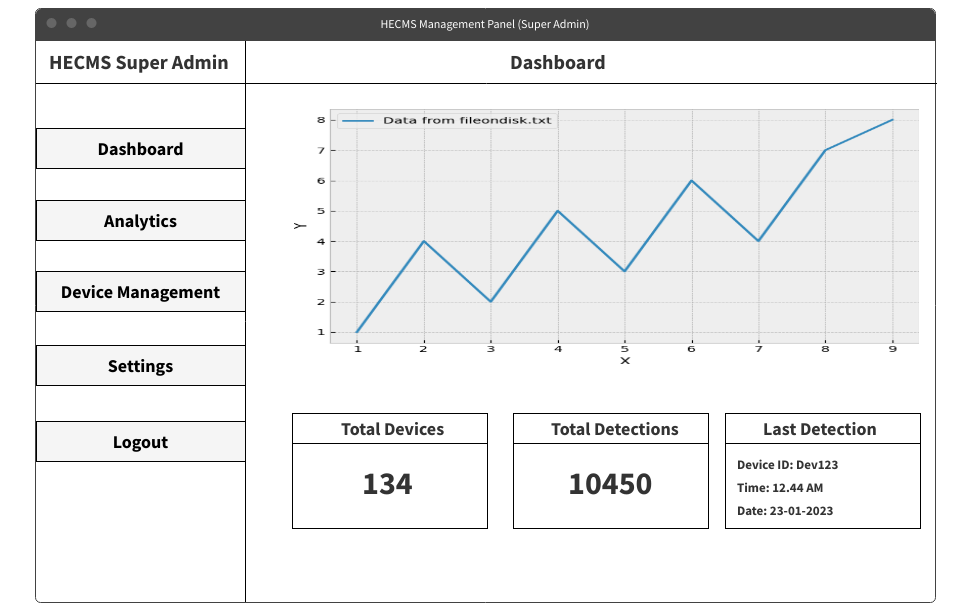 HECMS Management Panel (Super Admin)
HECMS Super Admin
Dashboard
Dashboard
Analytics
Device Management
Settings
Logout
Data from fileondisk.txt
8
7
6
5
4
3
2
1
Y
1 2 3 4 5 6 7 8 9
X
Total Devices
134
Total Detections
10450
Last Detection
Device ID: Dev123
Time: 12.44 AM
Date: 23-01-2023